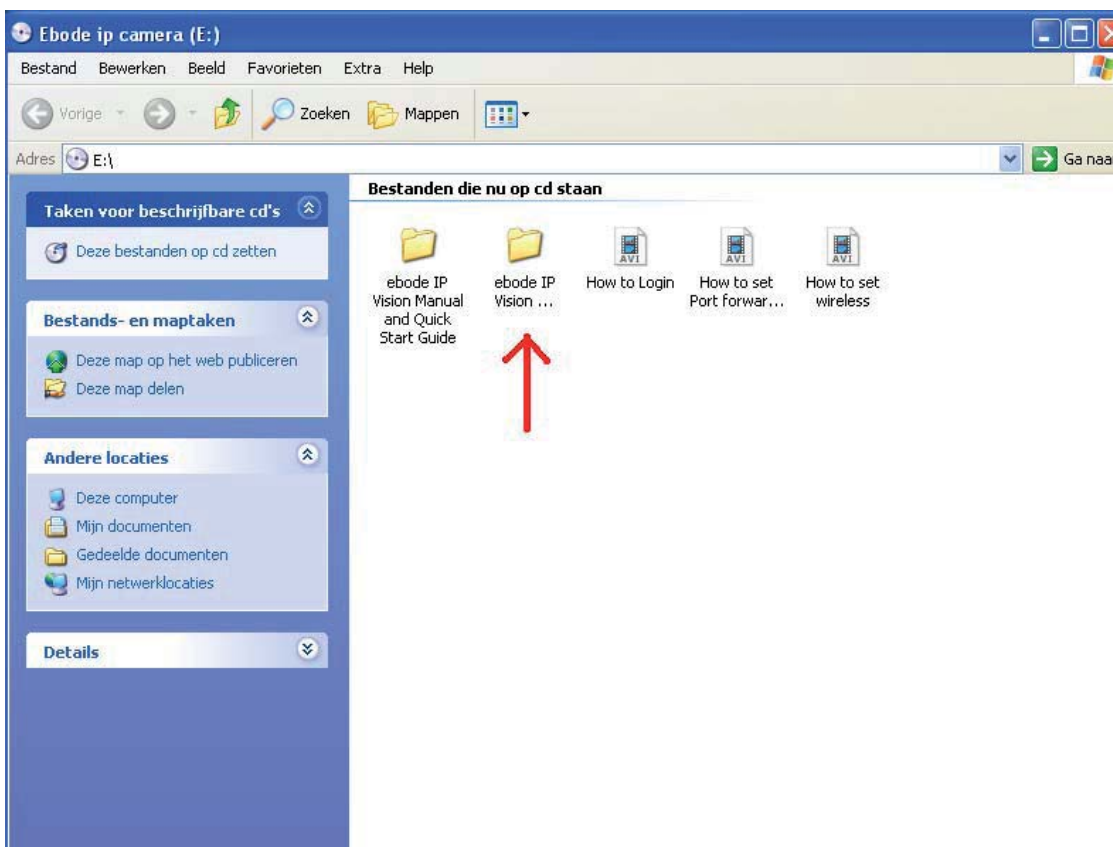 Ebode ip camera (E:)
Bestand Bewerken Beeld Favorieten Extra Help
Vorige Zoeken Mappen
Adres E:\ Ga naa
Bestanden die nu op cd staan
Taken voor beschrijfbare cd's
Deze bestanden op cd zetten
Bestands- en maptaken
Deze map op het web publiceren
Deze map delen
Andere locaties
Deze computer
Mijn documenten
Gedeelde documenten
Mijn netwerklocaties
Details
ebode IP
Vision Manual
and Quick
Start Guide
ebode IP
Vision ...
AVI
How to Login
AVI
How to set
Port forwar...
AVI
How to set
wireless